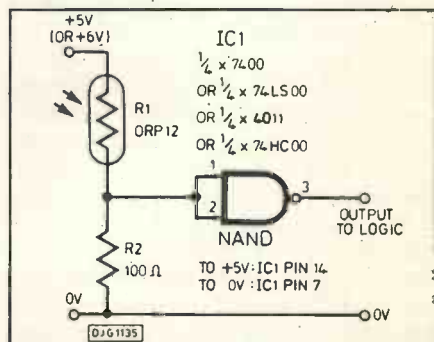 +5V
(OR +6V)
IC1
1/4 x 7400
OR 1/4 x 74LS00
OR 1/4 x 4011
OR 1/4 x 74HC00
R1
ORP12
1
2
3
NAND
OUTPUT
TO LOGIC
R2
100Ω
TO +5V:IC1 PIN 14
TO 0V:IC1 PIN 7
0V
0V
DJG1135